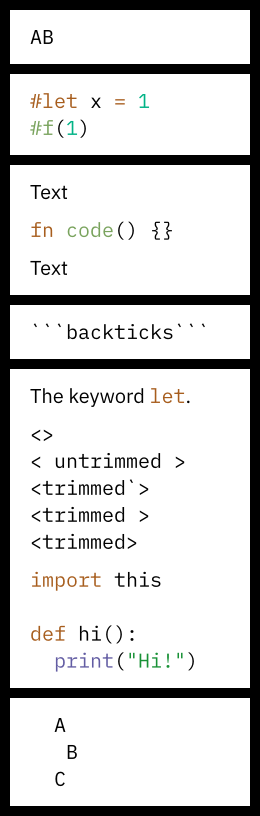 AB
#let x = 1
#f(1)
Text
fn code() {}
Text
```backticks```
The keyword let.
<>
< untrimmed >
<trimmed`>
<trimmed >
<trimmed>
import this
def hi():
  print("Hi!")
  A
   B
  C